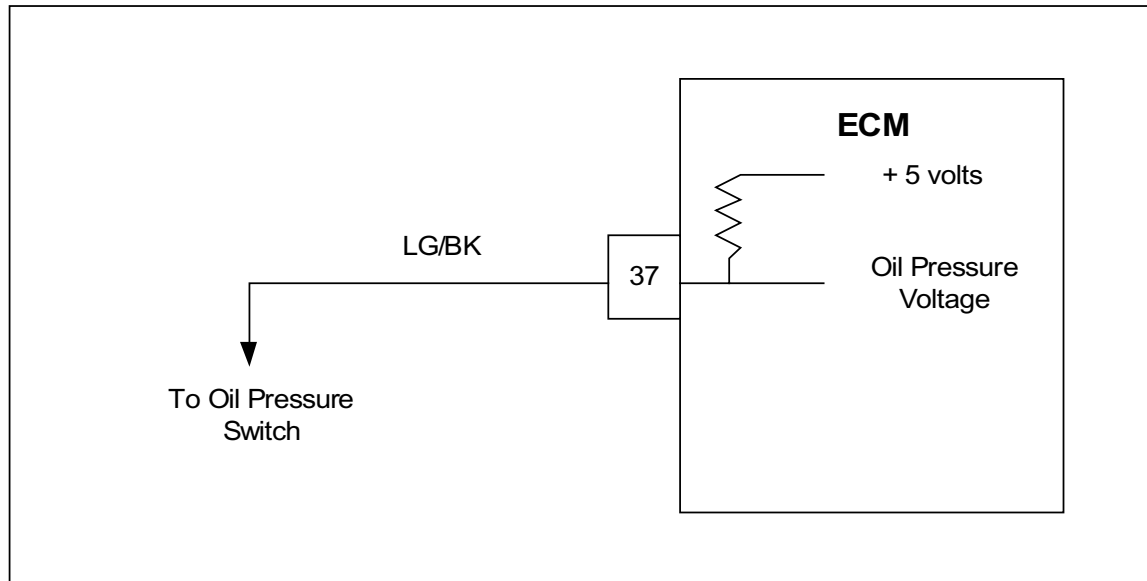 ECM
+ 5 volts
LG/BK
37
Oil Pressure
Voltage
To Oil Pressure
Switch